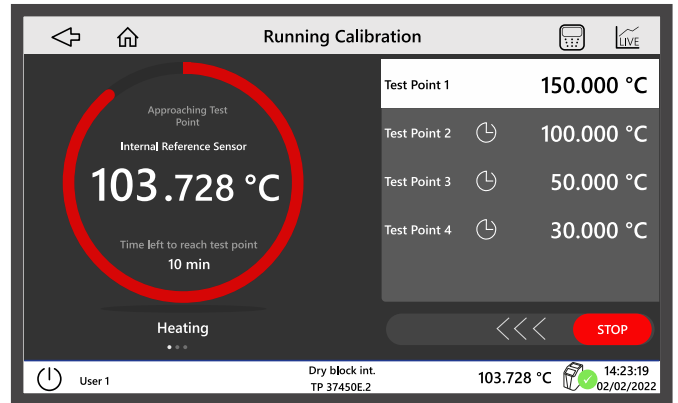 Running Calibration
LIVE
Approaching Test
Point
Internal Reference Sensor
103.728 °C
Time left to reach test point
10 min
Heating
Test Point 1 150.000 °C
Test Point 2 100.000 °C
Test Point 3 50.000 °C
Test Point 4 30.000 °C
STOP
User 1
Dry block int.
TP 37450E.2
103.728 °C
14:23:19
02/02/2022